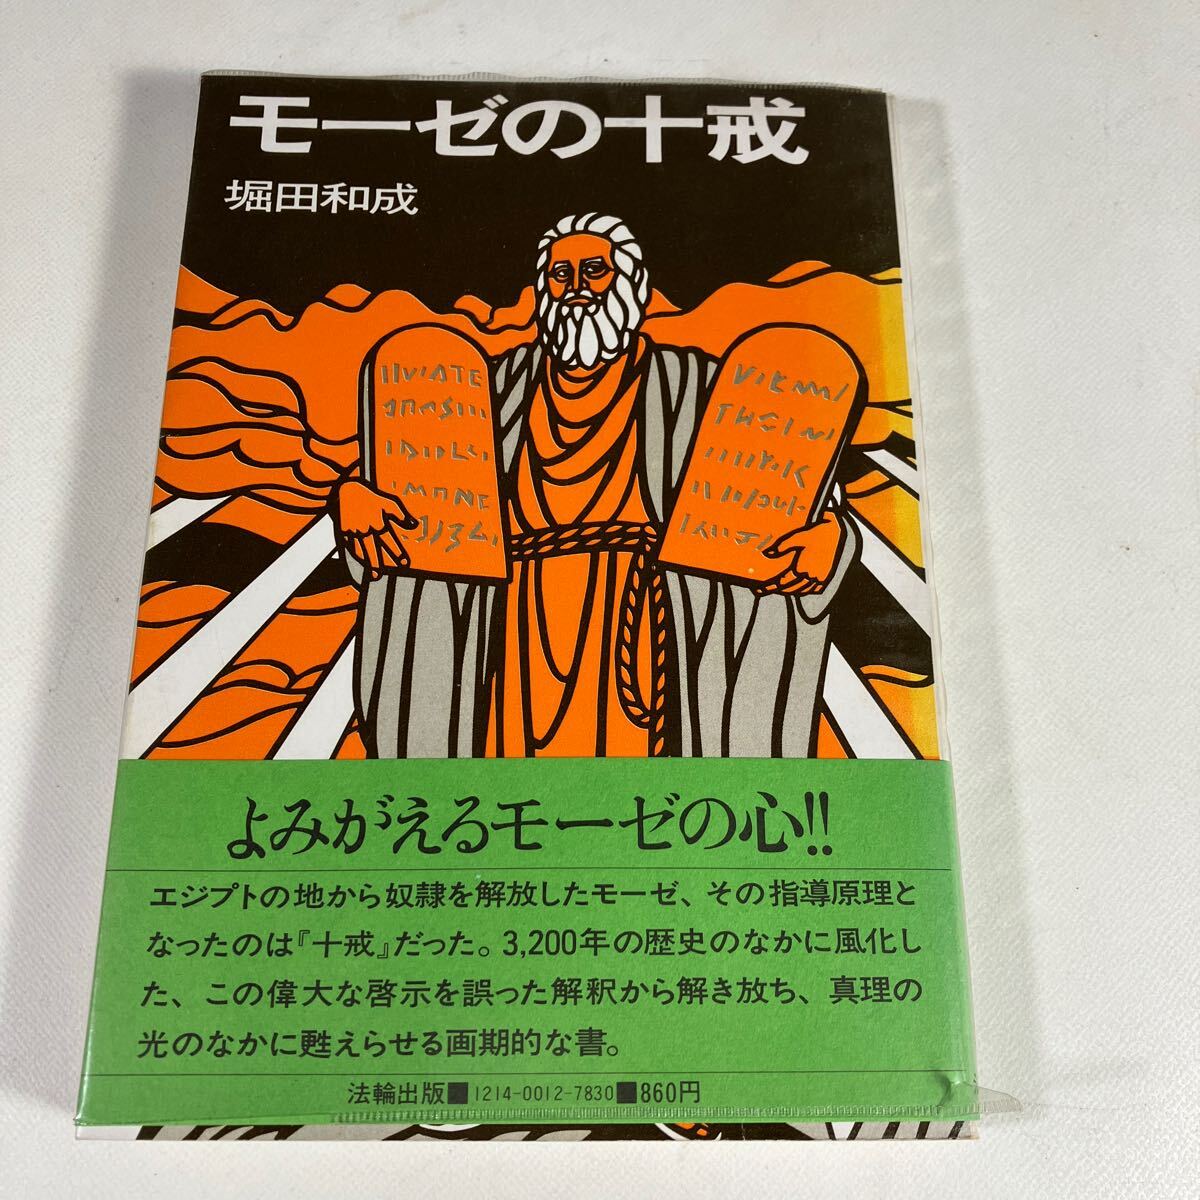 モーゼの十戒
堀田和成
よみがえるモーゼの心!!
エジプトの地から奴隷を解放したモーゼ、その指導原理と
なったのは『十戒』だった。3,200年の歴史のなかに風化し
た、この偉大な啓示を誤った解釈から解き放ち、真理の
光のなかに甦えらせる画期的な書。
法輪出版■1214-0012-7830■860円